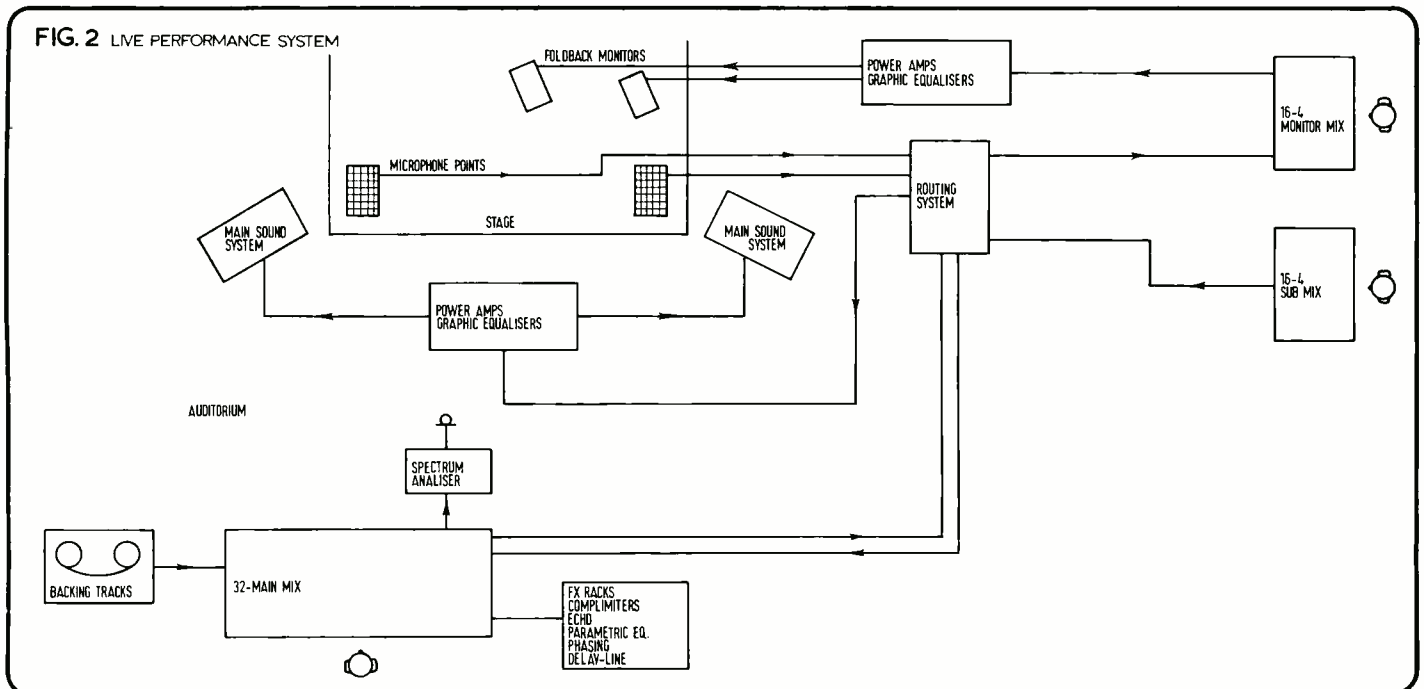 FIG. 2 LIVE PERFORMANCE SYSTEM
FOLDBACK MONITORS
POWER AMPS
GRAPHIC EQUALISERS
16-4
MONITOR MIX
MICROPHONE POINTS
ROUTING
SYSTEM
STAGE
MAIN SOUND
SYSTEM
MAIN SOUND
SYSTEM
16-4
SUB MIX
POWER AMPS
GRAPHIC EQUALISERS
AUDITORIUM
SPECTRUM
ANALISER
BACKING TRACKS
32-MAIN MIX
FX RACKS
COMPLIMITERS
ECHO
PARAMETRIC EQ.
PHASING
DELAY-LINE